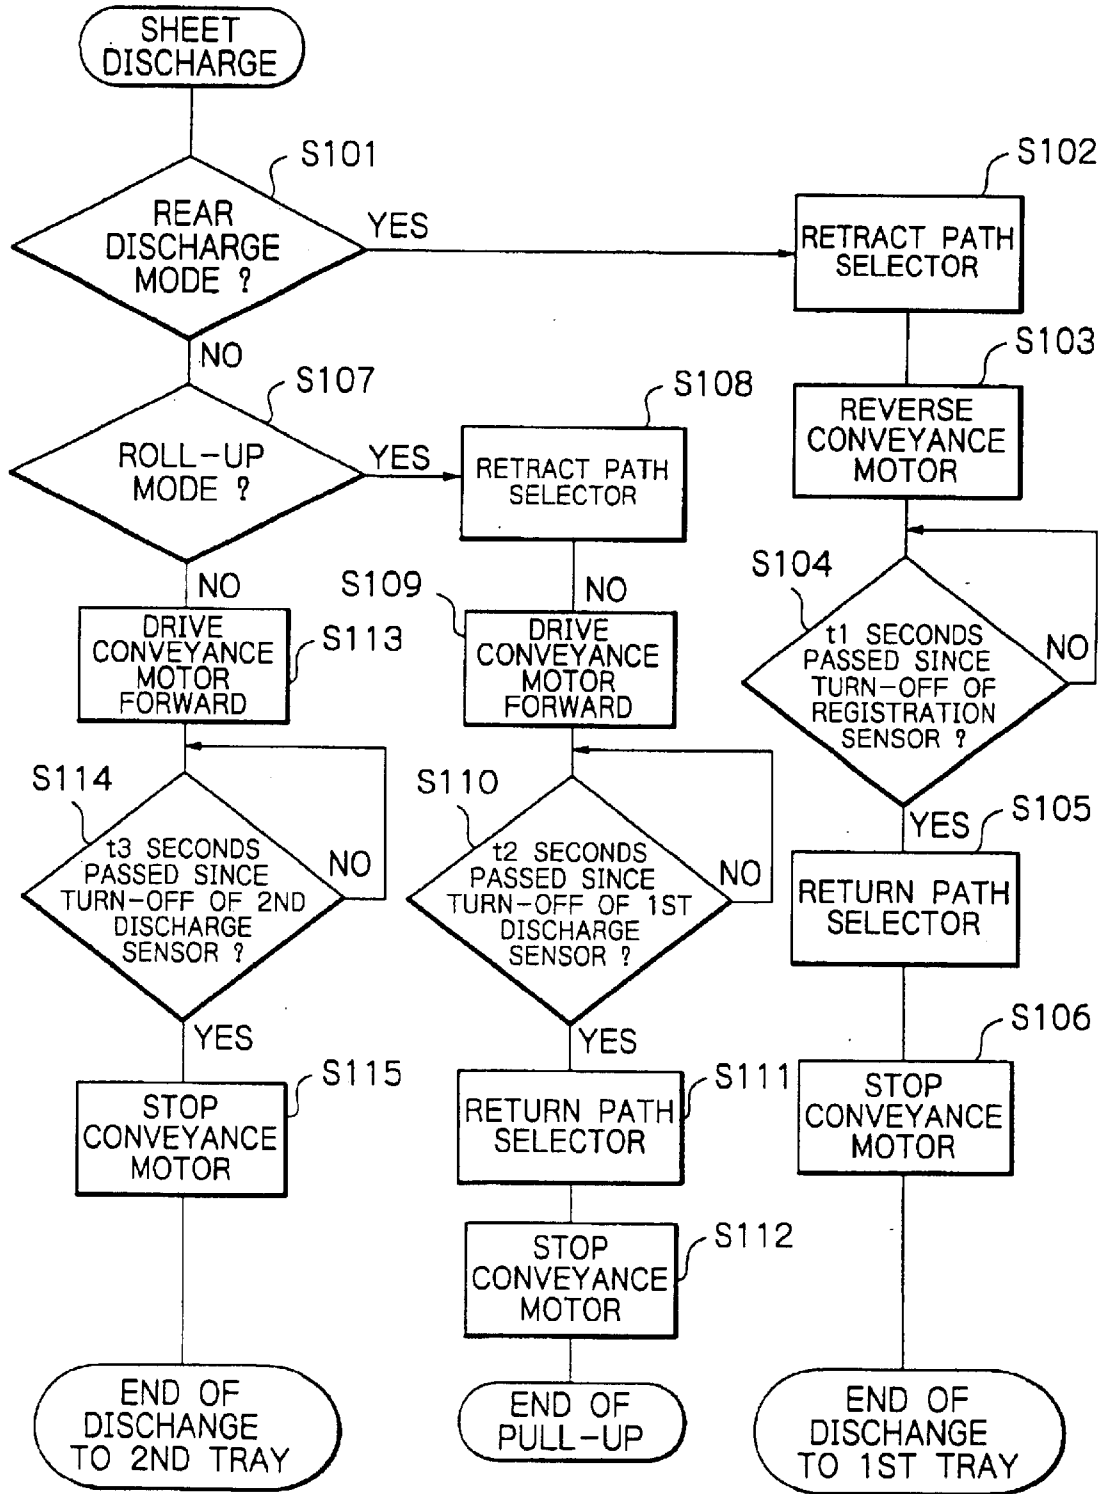 SHEET
DISCHARGE
S101
REAR
DISCHARGE
MODE ?
YES
NO
S102
RETRACT PATH
SELECTOR
S103
REVERSE
CONVEYANCE
MOTOR
S104
t1 SECONDS
PASSED SINCE
TURN-OFF OF
REGISTRATION
SENSOR ?
NO
YES
S105
RETURN PATH
SELECTOR
S106
STOP
CONVEYANCE
MOTOR
END OF
DISCHANGE
TO 1ST TRAY
S107
ROLL-UP
MODE ?
YES
NO
S108
RETRACT PATH
SELECTOR
NO
S109
DRIVE
CONVEYANCE
MOTOR
FORWARD
S110
t2 SECONDS
PASSED SINCE
TURN-OFF OF 1ST
DISCHARGE
SENSOR ?
NO
YES
S111
RETURN PATH
SELECTOR
S112
STOP
CONVEYANCE
MOTOR
END OF
PULL-UP
S113
DRIVE
CONVEYANCE
MOTOR
FORWARD
S114
t3 SECONDS
PASSED SINCE
TURN-OFF OF 2ND
DISCHARGE
SENSOR ?
NO
YES
S115
STOP
CONVEYANCE
MOTOR
END OF
DISCHANGE
TO 2ND TRAY